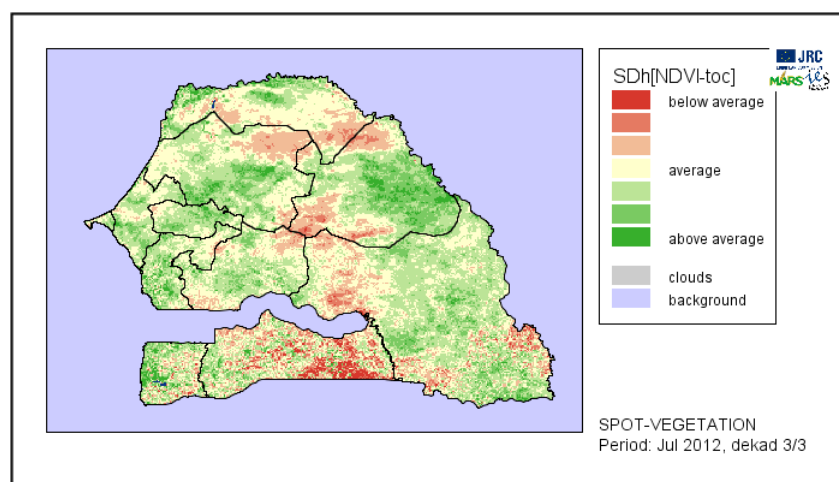 SDh[NDVI-toc]
JRC
MARS
ies
below average
average
above average
clouds
background
SPOT-VEGETATION
Period: Jul 2012, dekad 3/3